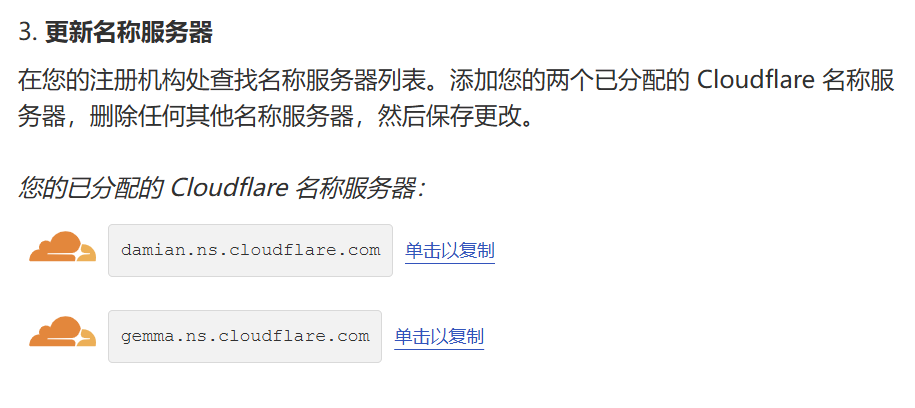 3. 更新名称服务器
在您的注册机构处查找名称服务器列表。添加您的两个已分配的 Cloudflare 名称服
务器，删除任何其他名称服务器，然后保存更改。
您的已分配的 Cloudflare 名称服务器：
damian.ns.cloudflare.com 单击以复制
gemma.ns.cloudflare.com 单击以复制